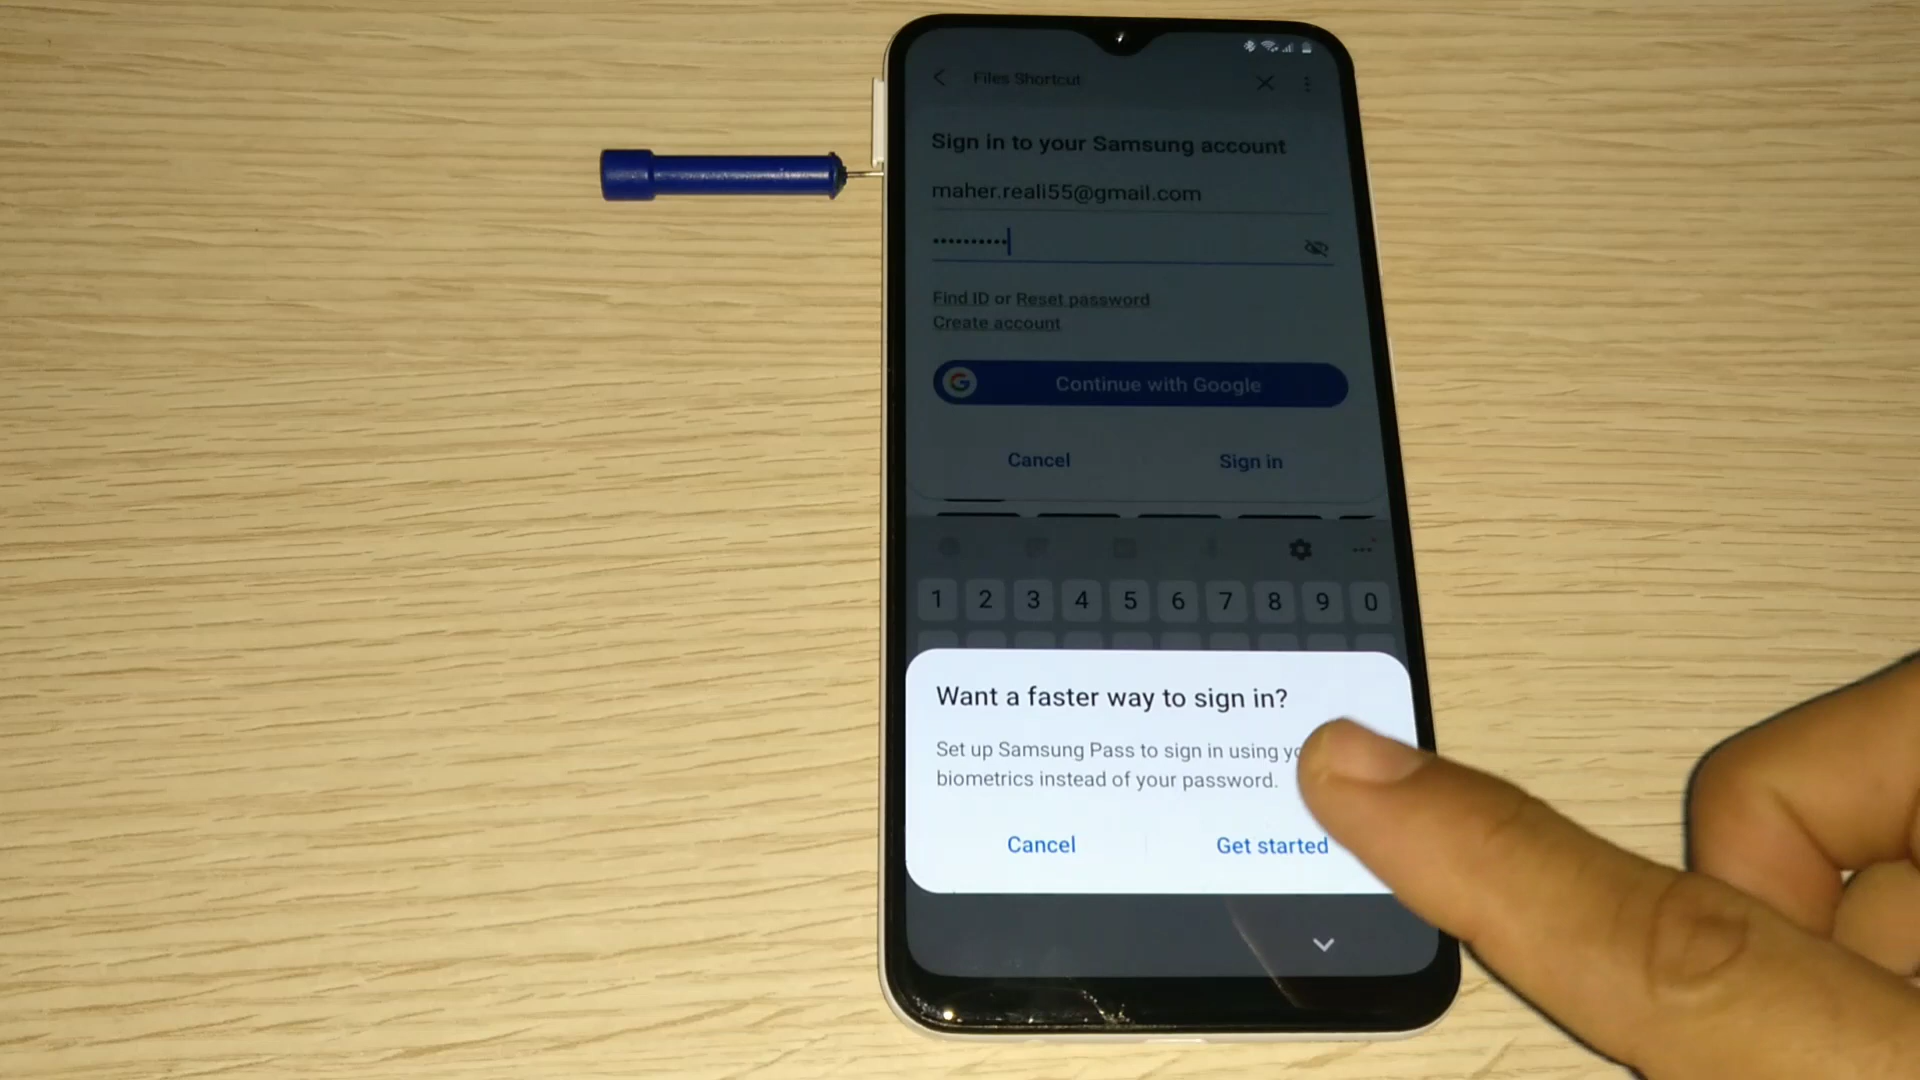 Files Shortcut
Sign in to your Samsung account
maher.reali55@gmail.com
Find ID or Reset password
Create account
G Continue with Google
Cancel Sign in
1 2 3 4 5 6 7 8 9 0
Want a faster way to sign in?
Set up Samsung Pass to sign in using
biometrics instead of your password.
Cancel Get started